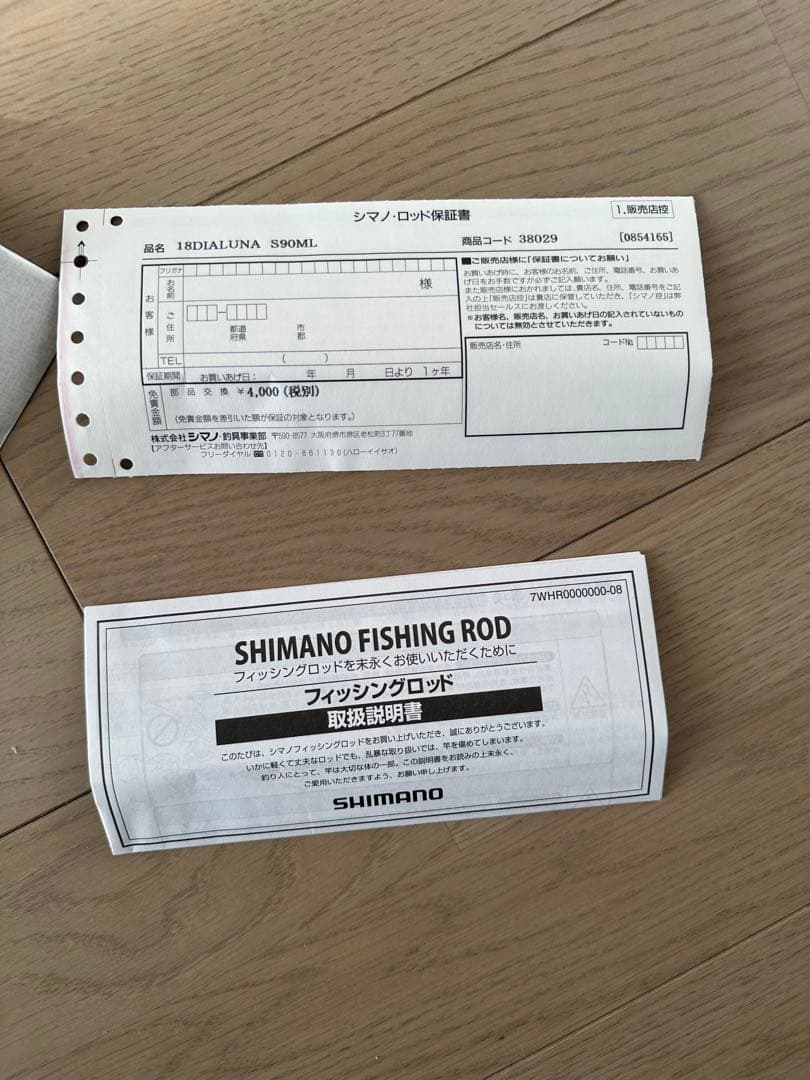 シマノ・ロッド保証書
1.販売店控
品名 18DIALUNA S90ML
商品コード 38029 [0854165]
フリガナ
お名前
様
お客様
ご住所
都道府県
市郡
TEL ( )
保証期間 お買いあげ日: 年 月 日より 1ヶ年
免責金額
部品交換 ¥4,000(税別)
(免責金額を差引いた額が保証の対象となります。)
株式会社シマノ・釣具事業部 〒590-8577 大阪府堺市堺区老松町3丁77番地
[アフターサービスお問い合わせ先]
フリーダイヤル 0120-861130(ハローイイサオ)
■ご販売店様に「保証書についてお願い」
お買いあげ時に、お客様のお名前、ご住所、電話番号、お買いあ
げ日をお手数ですが必ずご記入願います。
また販売店様におかれましては、貴店名、住所、電話番号をご記
入の上「販売店控」は貴店に保管していただき、「シマノ控」は弊
社担当セールスにお渡しください。
※お客様名、販売店名、お買いあげ日の記入されていないもの
については無効とさせていただきます。
販売店名・住所 コードNo.
7WHR0000000-08
SHIMANO FISHING ROD
フィッシングロッドを末永くお使いいただくために
フィッシングロッド
取扱説明書
このたびは、シマノフィッシングロッドをお買い上げいただき、誠にありがとうございます。
いかに軽くて丈夫なロッドでも、乱暴な取り扱いでは、竿を傷めてしまいます。
釣り人にとって、竿は大切な体の一部。この説明書をお読みの上末永く、
ご愛用いただきますよう、お願い申し上げます。
SHIMANO